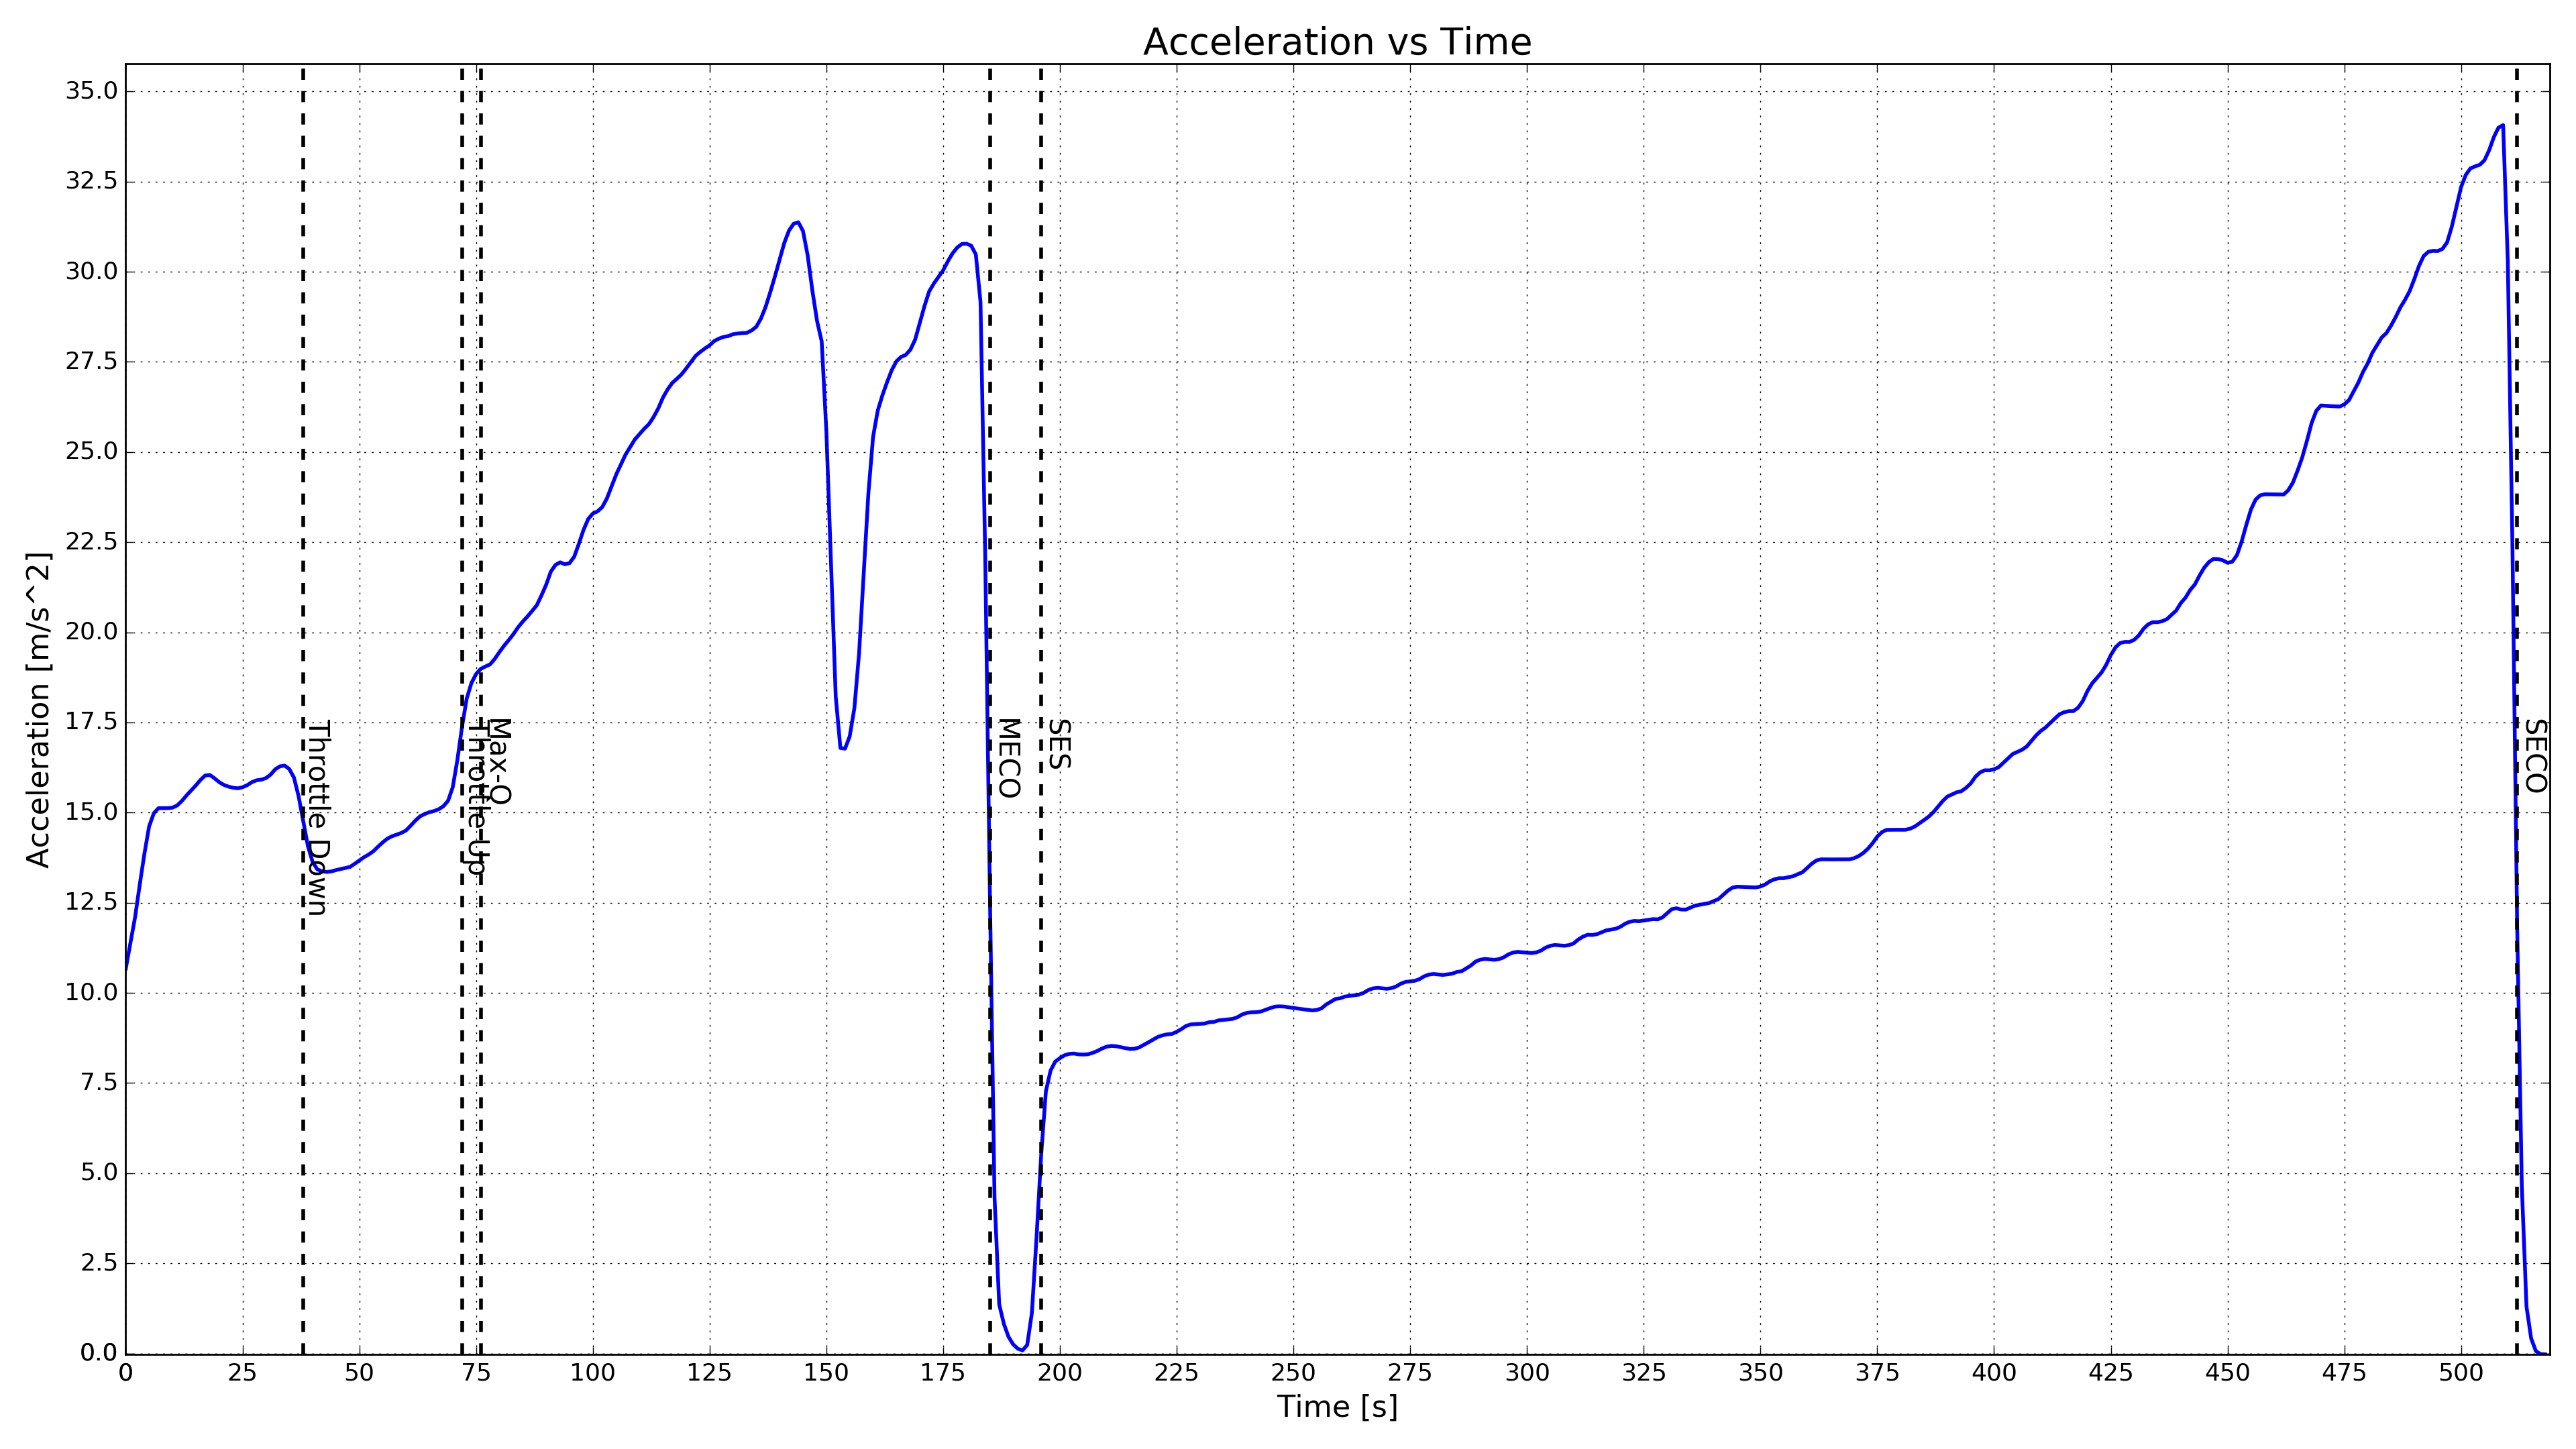 Acceleration vs Time
Acceleration [m/s^2]
35.0
32.5
30.0
27.5
25.0
22.5
20.0
17.5
15.0
12.5
10.0
7.5
5.0
2.5
0.0
Throttle Down
Throttle Up
Max-Q
MECO
SES
SECO
0 25 50 75 100 125 150 175 200 225 250 275 300 325 350 375 400 425 450 475 500
Time [s]